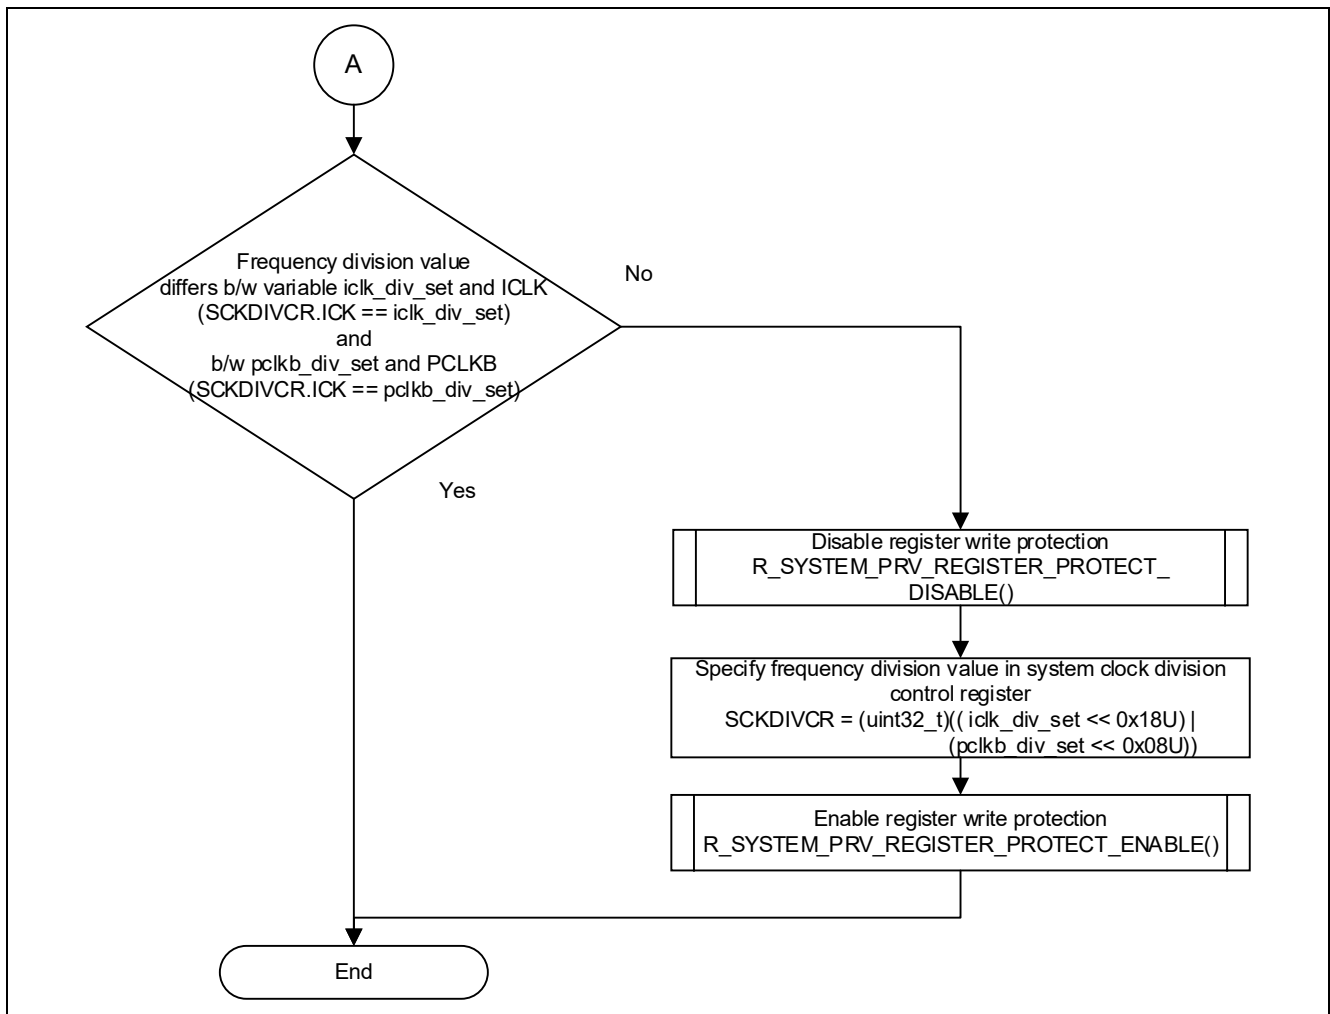 A
Frequency division value
differs b/w variable iclk_div_set and ICLK
(SCKDIVCR.ICK == iclk_div_set)
and
b/w pclkb_div_set and PCLKB
(SCKDIVCR.ICK == pclkb_div_set)
No
Yes
Disable register write protection
R_SYSTEM_PRV_REGISTER_PROTECT_
DISABLE()
Specify frequency division value in system clock division
control register
SCKDIVCR = (uint32_t)(( iclk_div_set << 0x18U) |
(pclkb_div_set << 0x08U))
Enable register write protection
R_SYSTEM_PRV_REGISTER_PROTECT_ENABLE()
End